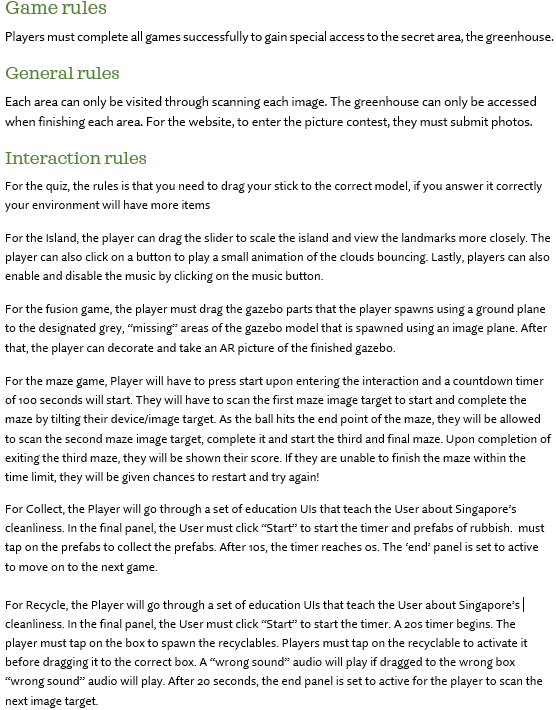 Game rules
Players must complete all games successfully to gain special access to the secret area, the greenhouse.
General rules
Each area can only be visited through scanning each image. The greenhouse can only be accessed
when finishing each area. For the website, to enter the picture contest, they must submit photos.
Interaction rules
For the quiz, the rules is that you need to drag your stick to the correct model, if you answer it correctly
your environment will have more items
For the Island, the player can drag the slider to scale the island and view the landmarks more closely. The
player can also click on a button to play a small animation of the clouds bouncing. Lastly, players can also
enable and disable the music by clicking on the music button.
For the fusion game, the player must drag the gazebo parts that the player spawns using a ground plane
to the designated grey, “missing” areas of the gazebo model that is spawned using an image plane. After
that, the player can decorate and take an AR picture of the finished gazebo.
For the maze game, Player will have to press start upon entering the interaction and a countdown timer
of 100 seconds will start. They will have to scan the first maze image target to start and complete the
maze by tilting their device/image target. As the ball hits the end point of the maze, they will be allowed
to scan the second maze image target, complete it and start the third and final maze. Upon completion of
exiting the third maze, they will be shown their score. If they are unable to finish the maze within the
time limit, they will be given chances to restart and try again!
For Collect, the Player will go through a set of education UIs that teach the User about Singapore’s
cleanliness. In the final panel, the User must click “Start” to start the timer and prefabs of rubbish.  must
tap on the prefabs to collect the prefabs. After 10s, the timer reaches 0s. The ‘end’ panel is set to active
to move on to the next game.
For Recycle, the Player will go through a set of education UIs that teach the User about Singapore’s
cleanliness. In the final panel, the User must click “Start” to start the timer. A 20s timer begins. The
player must tap on the box to spawn the recyclables. Players must tap on the recyclable to activate it
before dragging it to the correct box. A “wrong sound” audio will play if dragged to the wrong box
“wrong sound” audio will play. After 20 seconds, the end panel is set to active for the player to scan the
next image target.